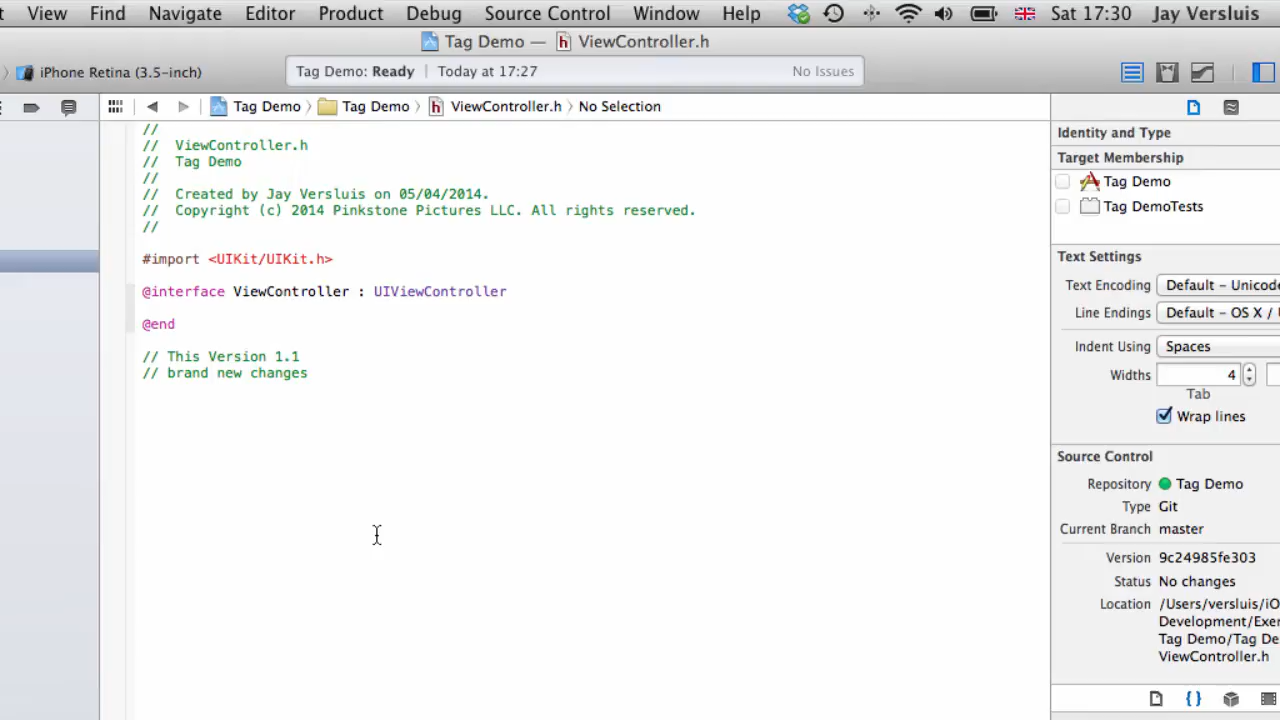 View Find Navigate Editor Product Debug Source Control Window Help Sat 17:30 Jay Versluis
Tag Demo — ViewController.h
iPhone Retina (3.5-inch) Tag Demo: Ready Today at 17:27 No Issues
Tag Demo Tag Demo ViewController.h No Selection
//
// ViewController.h
// Tag Demo
//
// Created by Jay Versluis on 05/04/2014.
// Copyright (c) 2014 Pinkstone Pictures LLC. All rights reserved.
//
#import <UIKit/UIKit.h>
@interface ViewController : UIViewController
@end
// This Version 1.1
// brand new changes
Identity and Type
Target Membership
Tag Demo
Tag DemoTests
Text Settings
Text Encoding Default – Unicode
Line Endings Default – OS X /
Indent Using Spaces
Widths 4
Tab
Wrap lines
Source Control
Repository Tag Demo
Type Git
Current Branch master
Version 9c24985fe303
Status No changes
Location /Users/versluis/iO
Development/Exer
Tag Demo/Tag De
ViewController.h